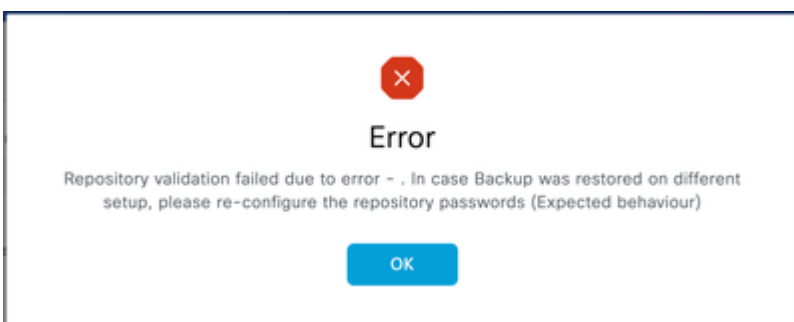 Error
Repository validation failed due to error - . In case Backup was restored on different
setup, please re-configure the repository passwords (Expected behaviour)
OK